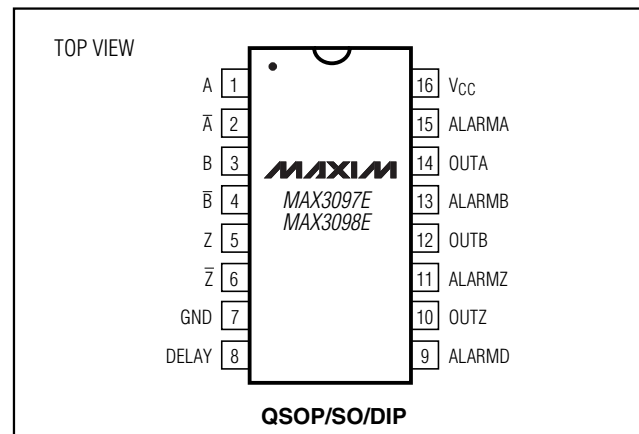 TOP VIEW
A 1 16 VCC
A̅ 2 15 ALARMA
B 3 14 OUTA
B̅ 4 13 ALARMB
Z 5 12 OUTB
Z̅ 6 11 ALARMZ
GND 7 10 OUTZ
DELAY 8 9 ALARMD
MAXIM
MAX3097E
MAX3098E
QSOP/SO/DIP